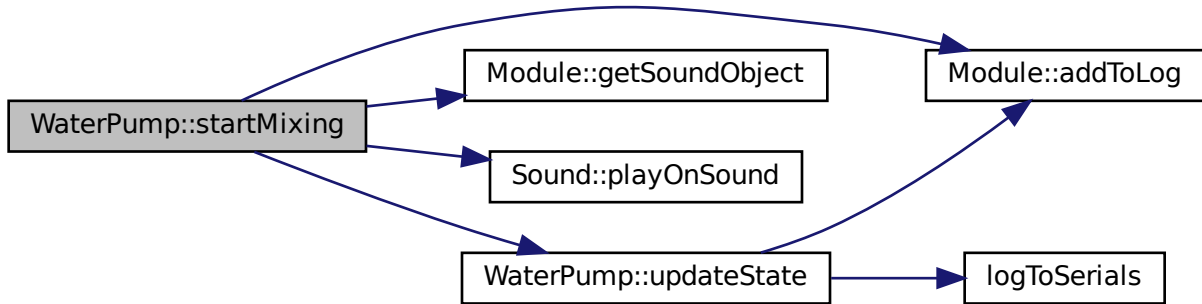 WaterPump::startMixing
Module::getSoundObject
Sound::playOnSound
WaterPump::updateState
Module::addToLog
logToSerials